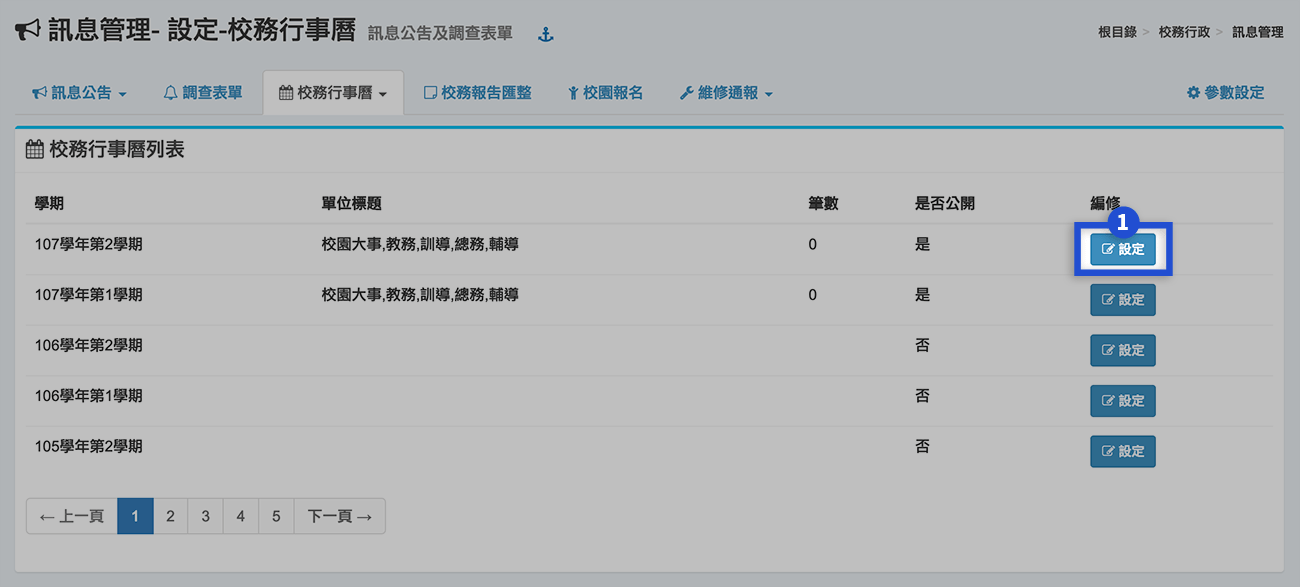 訊息管理- 設定-校務行事曆 訊息公告及調查表單
根目錄 > 校務行政 > 訊息管理
訊息公告 調查表單 校務行事曆 校務報告匯整 校園報名 維修通報 參數設定
校務行事曆列表
學期 單位標題 筆數 是否公開 編修
1
107學年第2學期 校園大事,教務,訓導,總務,輔導 0 是 設定
107學年第1學期 校園大事,教務,訓導,總務,輔導 0 是 設定
106學年第2學期 否 設定
106學年第1學期 否 設定
105學年第2學期 否 設定
← 上一頁 1 2 3 4 5 下一頁 →